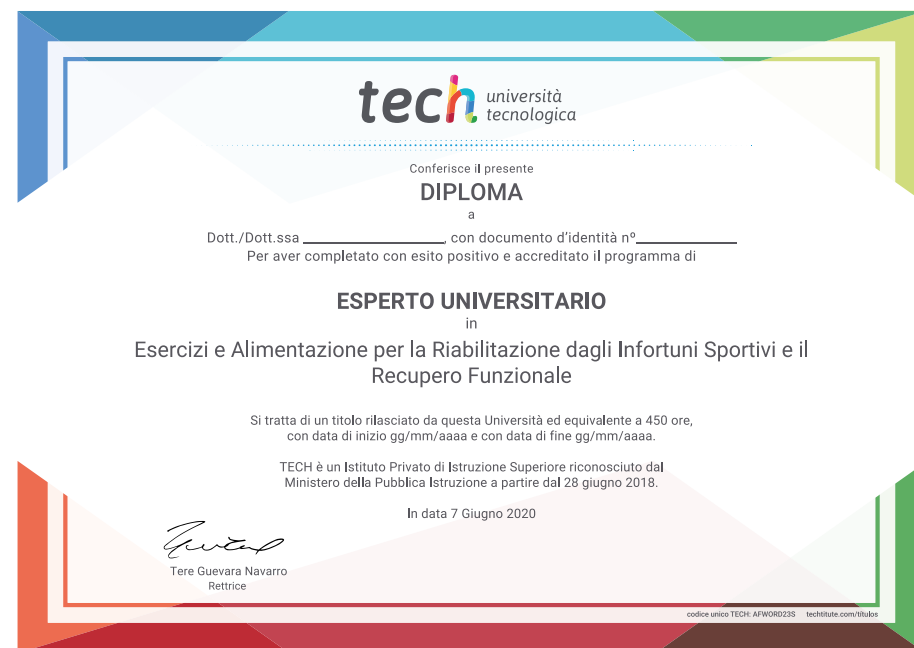 tech università
tecnologica
Conferisce il presente
DIPLOMA
a
Dott./Dott.ssa ____________________, con documento d'identità nº______________
Per aver completato con esito positivo e accreditato il programma di
ESPERTO UNIVERSITARIO
in
Esercizi e Alimentazione per la Riabilitazione dagli Infortuni Sportivi e il
Recupero Funzionale
Si tratta di un titolo rilasciato da questa Università ed equivalente a 450 ore,
con data di inizio gg/mm/aaaa e con data di fine gg/mm/aaaa.
TECH è un Istituto Privato di Istruzione Superiore riconosciuto dal
Ministero della Pubblica Istruzione a partire dal 28 giugno 2018.
In data 7 Giugno 2020
Tere Guevara Navarro
Rettrice
codice unico TECH: AFWORD23S techtitute.com/titulos